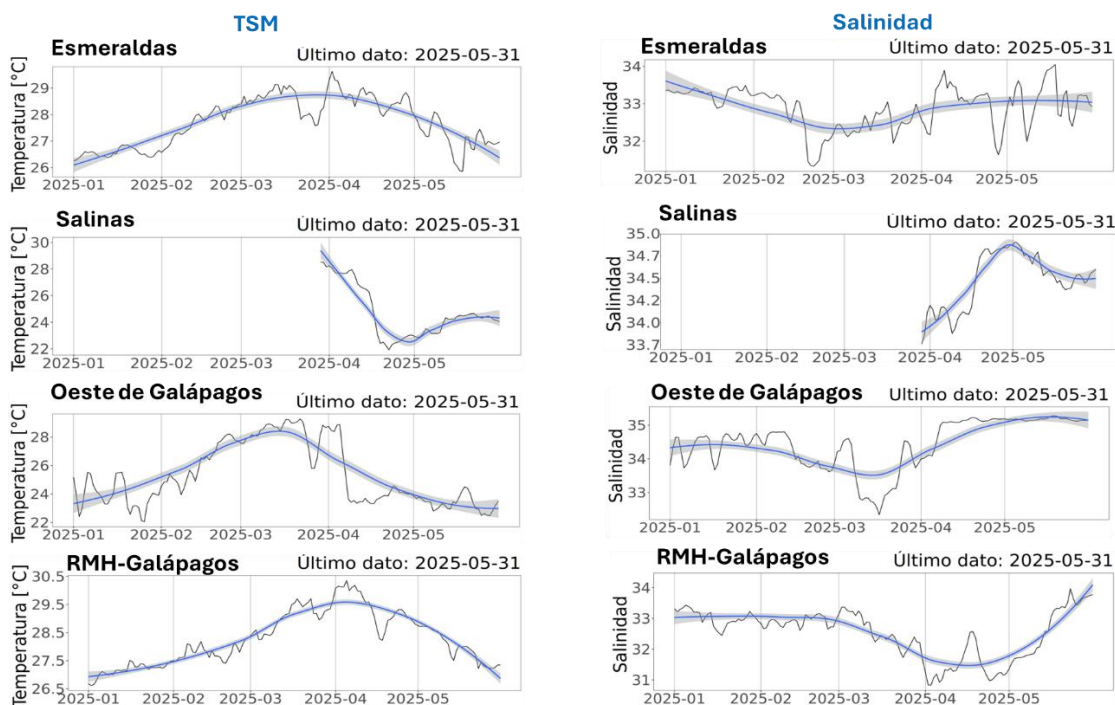 TSM
Esmeraldas
Último dato: 2025-05-31
Temperatura [°C]
29
28
27
26
2025-01 2025-02 2025-03 2025-04 2025-05
Salinas
Último dato: 2025-05-31
Temperatura [°C]
30
28
26
24
22
2025-01 2025-02 2025-03 2025-04 2025-05
Oeste de Galápagos
Último dato: 2025-05-31
Temperatura [°C]
28
26
24
22
2025-01 2025-02 2025-03 2025-04 2025-05
RMH-Galápagos
Último dato: 2025-05-31
Temperatura [°C]
30.5
29.5
28.5
27.5
26.5
2025-01 2025-02 2025-03 2025-04 2025-05
Salinidad
Esmeraldas
Último dato: 2025-05-31
Salinidad
34
33
32
2025-01 2025-02 2025-03 2025-04 2025-05
Salinas
Último dato: 2025-05-31
Salinidad
35.0
34.7
34.5
34.0
33.7
2025-01 2025-02 2025-03 2025-04 2025-05
Oeste de Galápagos
Último dato: 2025-05-31
Salinidad
35
34
33
2025-01 2025-02 2025-03 2025-04 2025-05
RMH-Galápagos
Último dato: 2025-05-31
Salinidad
34
33
32
31
2025-01 2025-02 2025-03 2025-04 2025-05